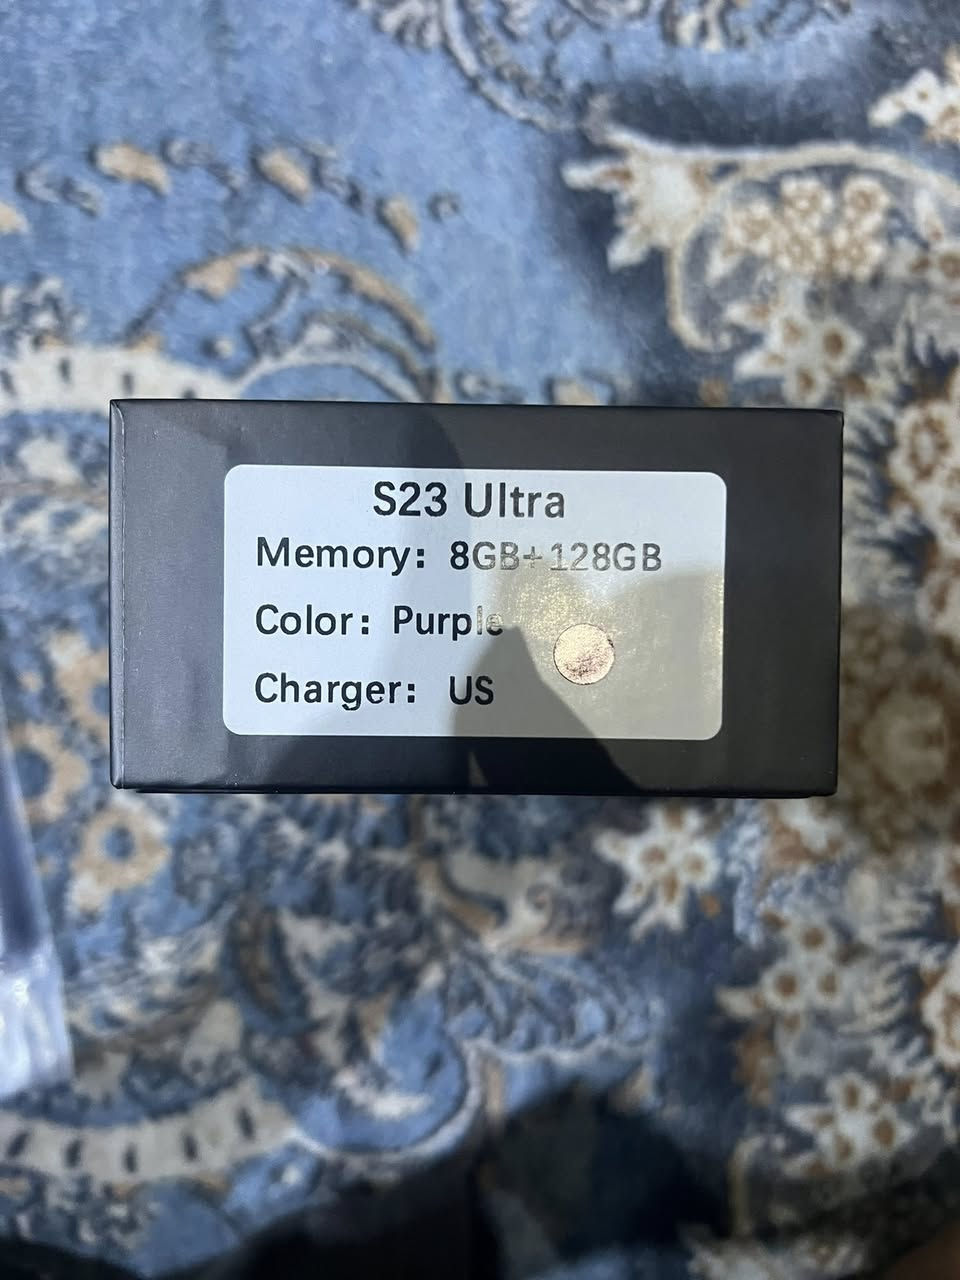 S23 Ultra
Memory: 8GB+128GB
Color: Purple
Charger: US